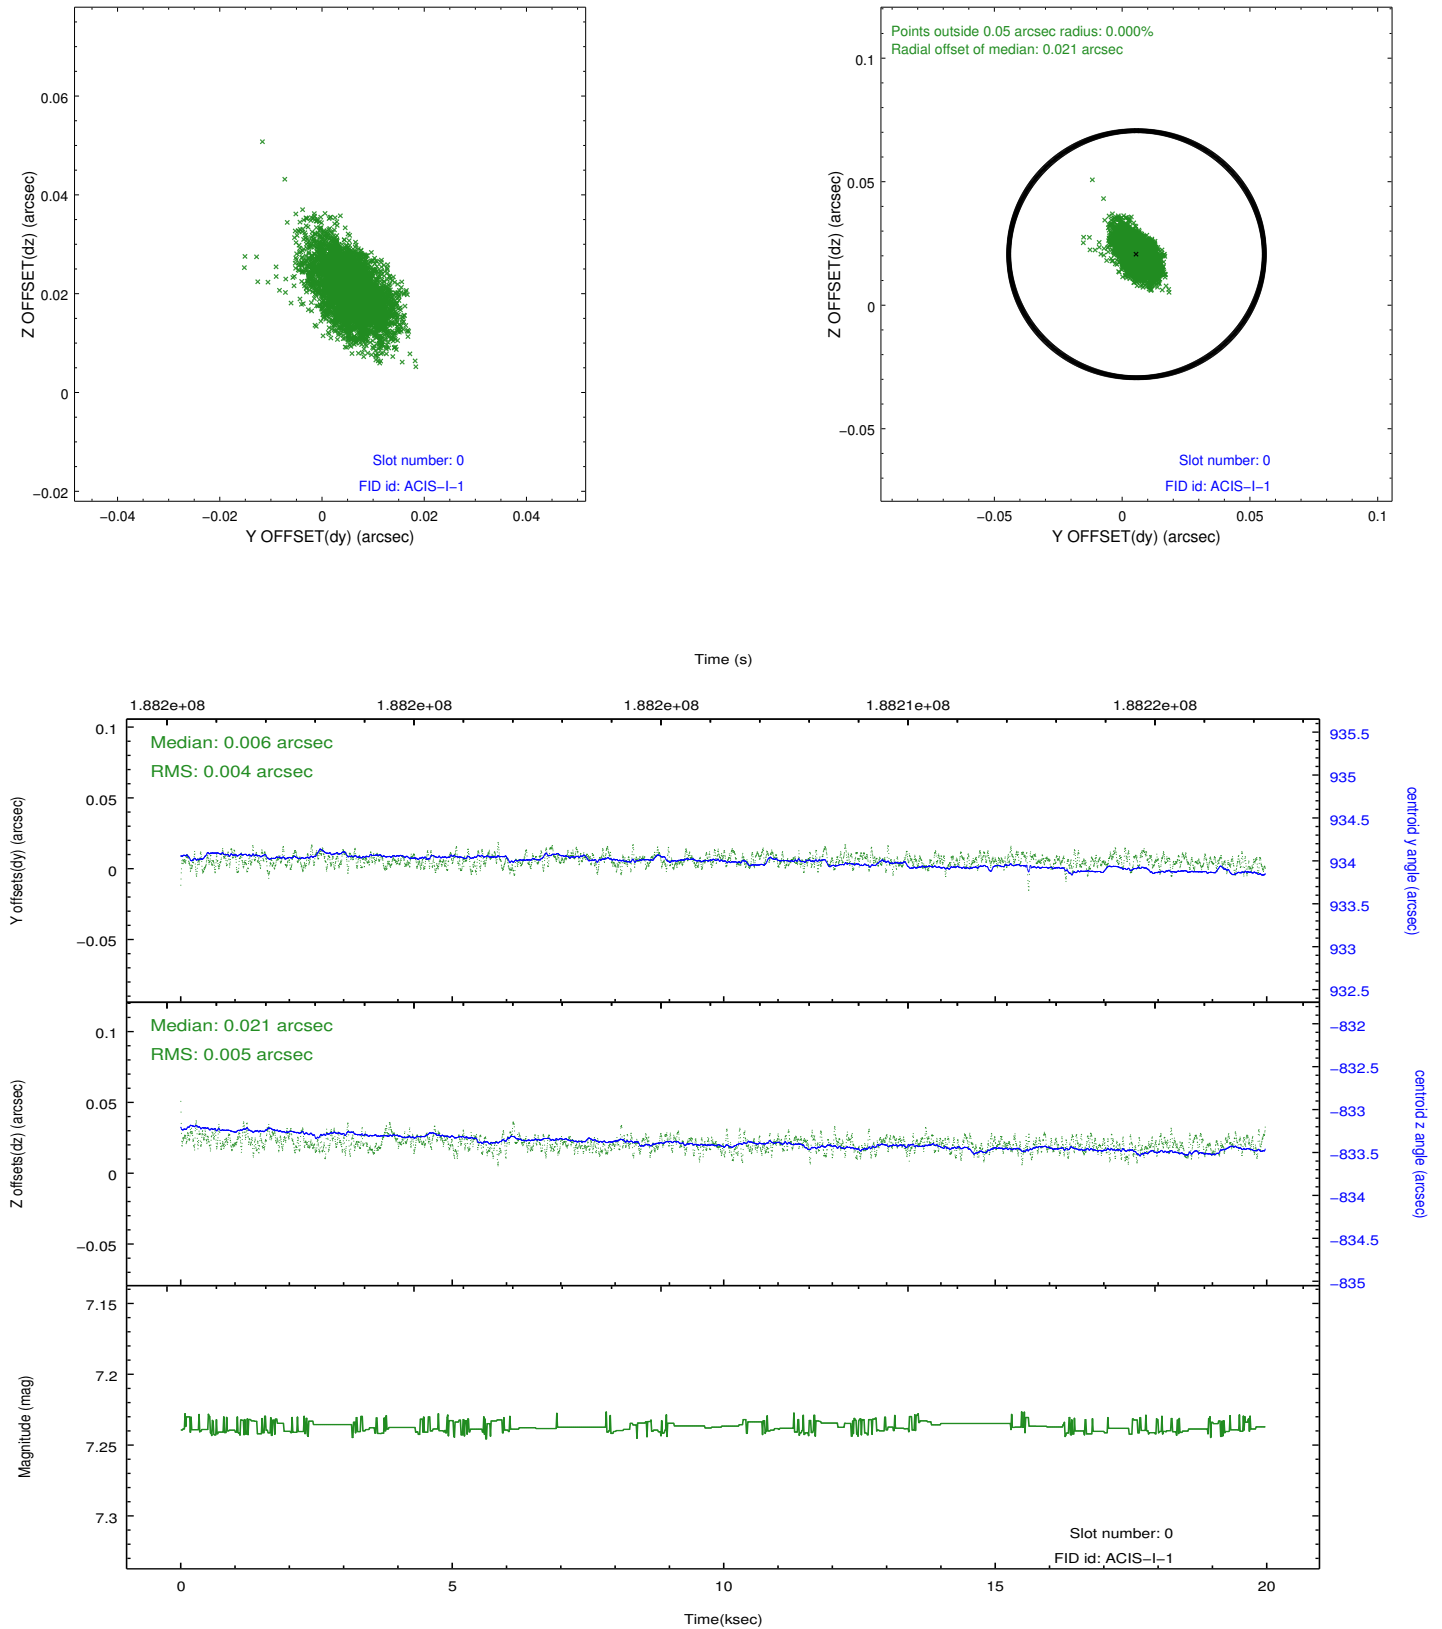 0.06
0.04
0.02
0
−0.02
Z OFFSET(dz) (arcsec)
Slot number: 0
FID id: ACIS−I−1
−0.04 −0.02 0 0.02 0.04
Y OFFSET(dy) (arcsec)
Points outside 0.05 arcsec radius: 0.000%
Radial offset of median: 0.021 arcsec
0.1
0.05
0
−0.05
Z OFFSET(dz) (arcsec)
Slot number: 0
FID id: ACIS−I−1
−0.05 0 0.05 0.1
Y OFFSET(dy) (arcsec)
Time (s)
1.882e+08 1.882e+08 1.882e+08 1.8821e+08 1.8822e+08
Median: 0.006 arcsec
RMS: 0.004 arcsec
0.1
0.05
0
−0.05
Y offsets(dy) (arcsec)
935.5
935
934.5
934
933.5
933
932.5
centroid y angle (arcsec)
Median: 0.021 arcsec
RMS: 0.005 arcsec
0.1
0.05
0
−0.05
Z offsets(dz) (arcsec)
−832
−832.5
−833
−833.5
−834
−834.5
−835
centroid z angle (arcsec)
7.15
7.2
7.25
7.3
Magnitude (mag)
Slot number: 0
FID id: ACIS−I−1
0 5 10 15 20
Time(ksec)